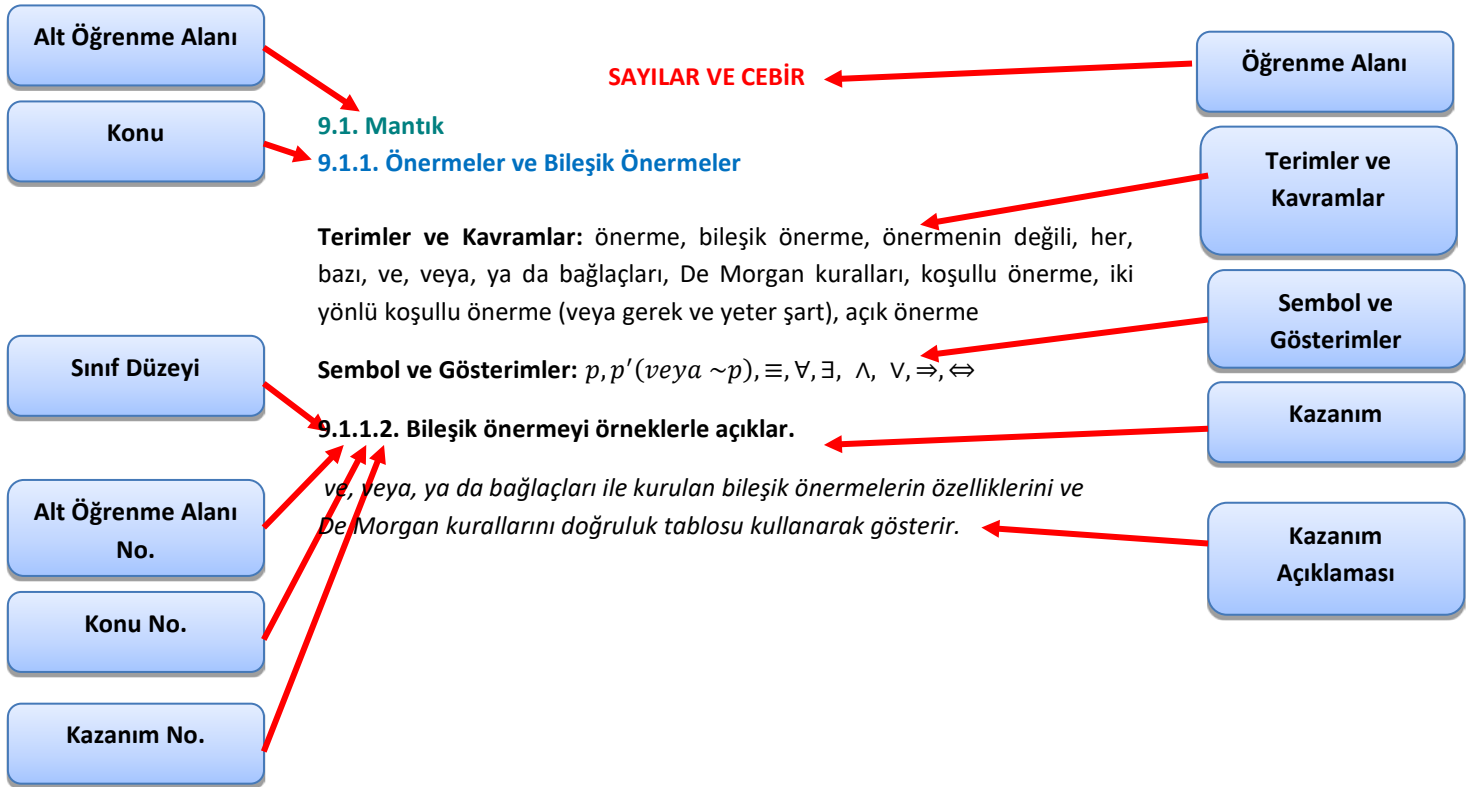 Alt Öğrenme Alanı
Konu
Sınıf Düzeyi
Alt Öğrenme Alanı
No.
Konu No.
Kazanım No.
SAYILAR VE CEBİR
9.1. Mantık
9.1.1. Önermeler ve Bileşik Önermeler
Terimler ve Kavramlar: önerme, bileşik önerme, önermenin değili, her,
bazı, ve, veya, ya da bağlaçları, De Morgan kuralları, koşullu önerme, iki
yönlü koşullu önerme (veya gerek ve yeter şart), açık önerme
Sembol ve Gösterimler: p, p′(veya ~p), ≡, ∀, ∃, ∧, ∨, ⇒, ⇔
9.1.1.2. Bileşik önermeyi örneklerle açıklar.
ve, veya, ya da bağlaçları ile kurulan bileşik önermelerin özelliklerini ve
De Morgan kurallarını doğruluk tablosu kullanarak gösterir.
Öğrenme Alanı
Terimler ve
Kavramlar
Sembol ve
Gösterimler
Kazanım
Kazanım
Açıklaması